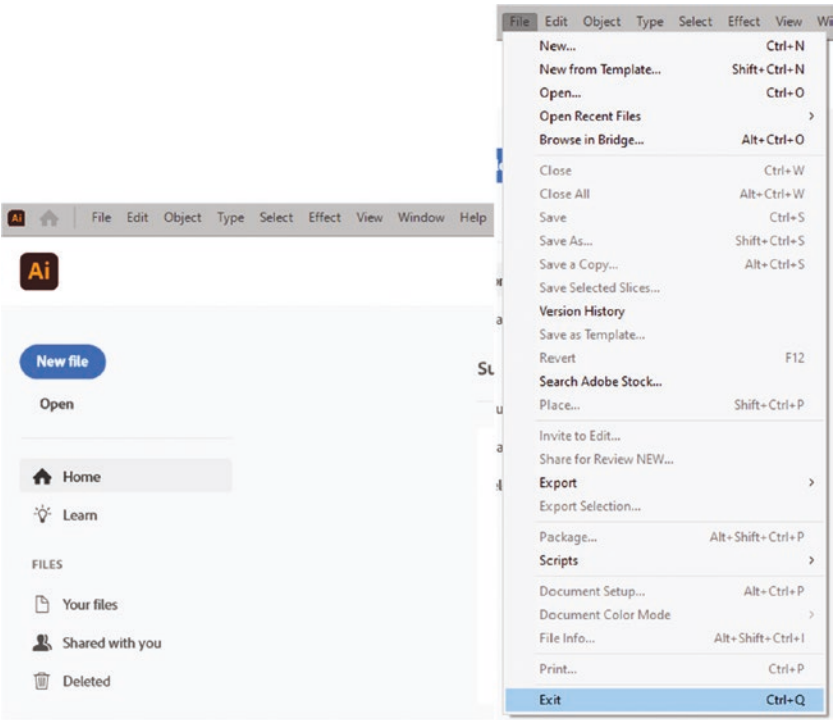 Ai File Edit Object Type Select Effect View Window Help
Ai
New file
Open
Home
Learn
FILES
Your files
Shared with you
Deleted
File Edit Object Type Select Effect View
New... Ctrl+N
New from Template... Shift+Ctrl+N
Open... Ctrl+O
Open Recent Files >
Browse in Bridge... Alt+Ctrl+O
Close Ctrl+W
Close All Alt+Ctrl+W
Save Ctrl+S
Save As... Shift+Ctrl+S
Save a Copy... Alt+Ctrl+S
Save Selected Slices...
Version History
Save as Template...
Revert F12
Search Adobe Stock...
Place... Shift+Ctrl+P
Invite to Edit...
Share for Review NEW...
Export >
Export Selection...
Package... Alt+Shift+Ctrl+P
Scripts >
Document Setup... Alt+Ctrl+P
Document Color Mode >
File Info... Alt+Shift+Ctrl+I
Print... Ctrl+P
Exit Ctrl+Q